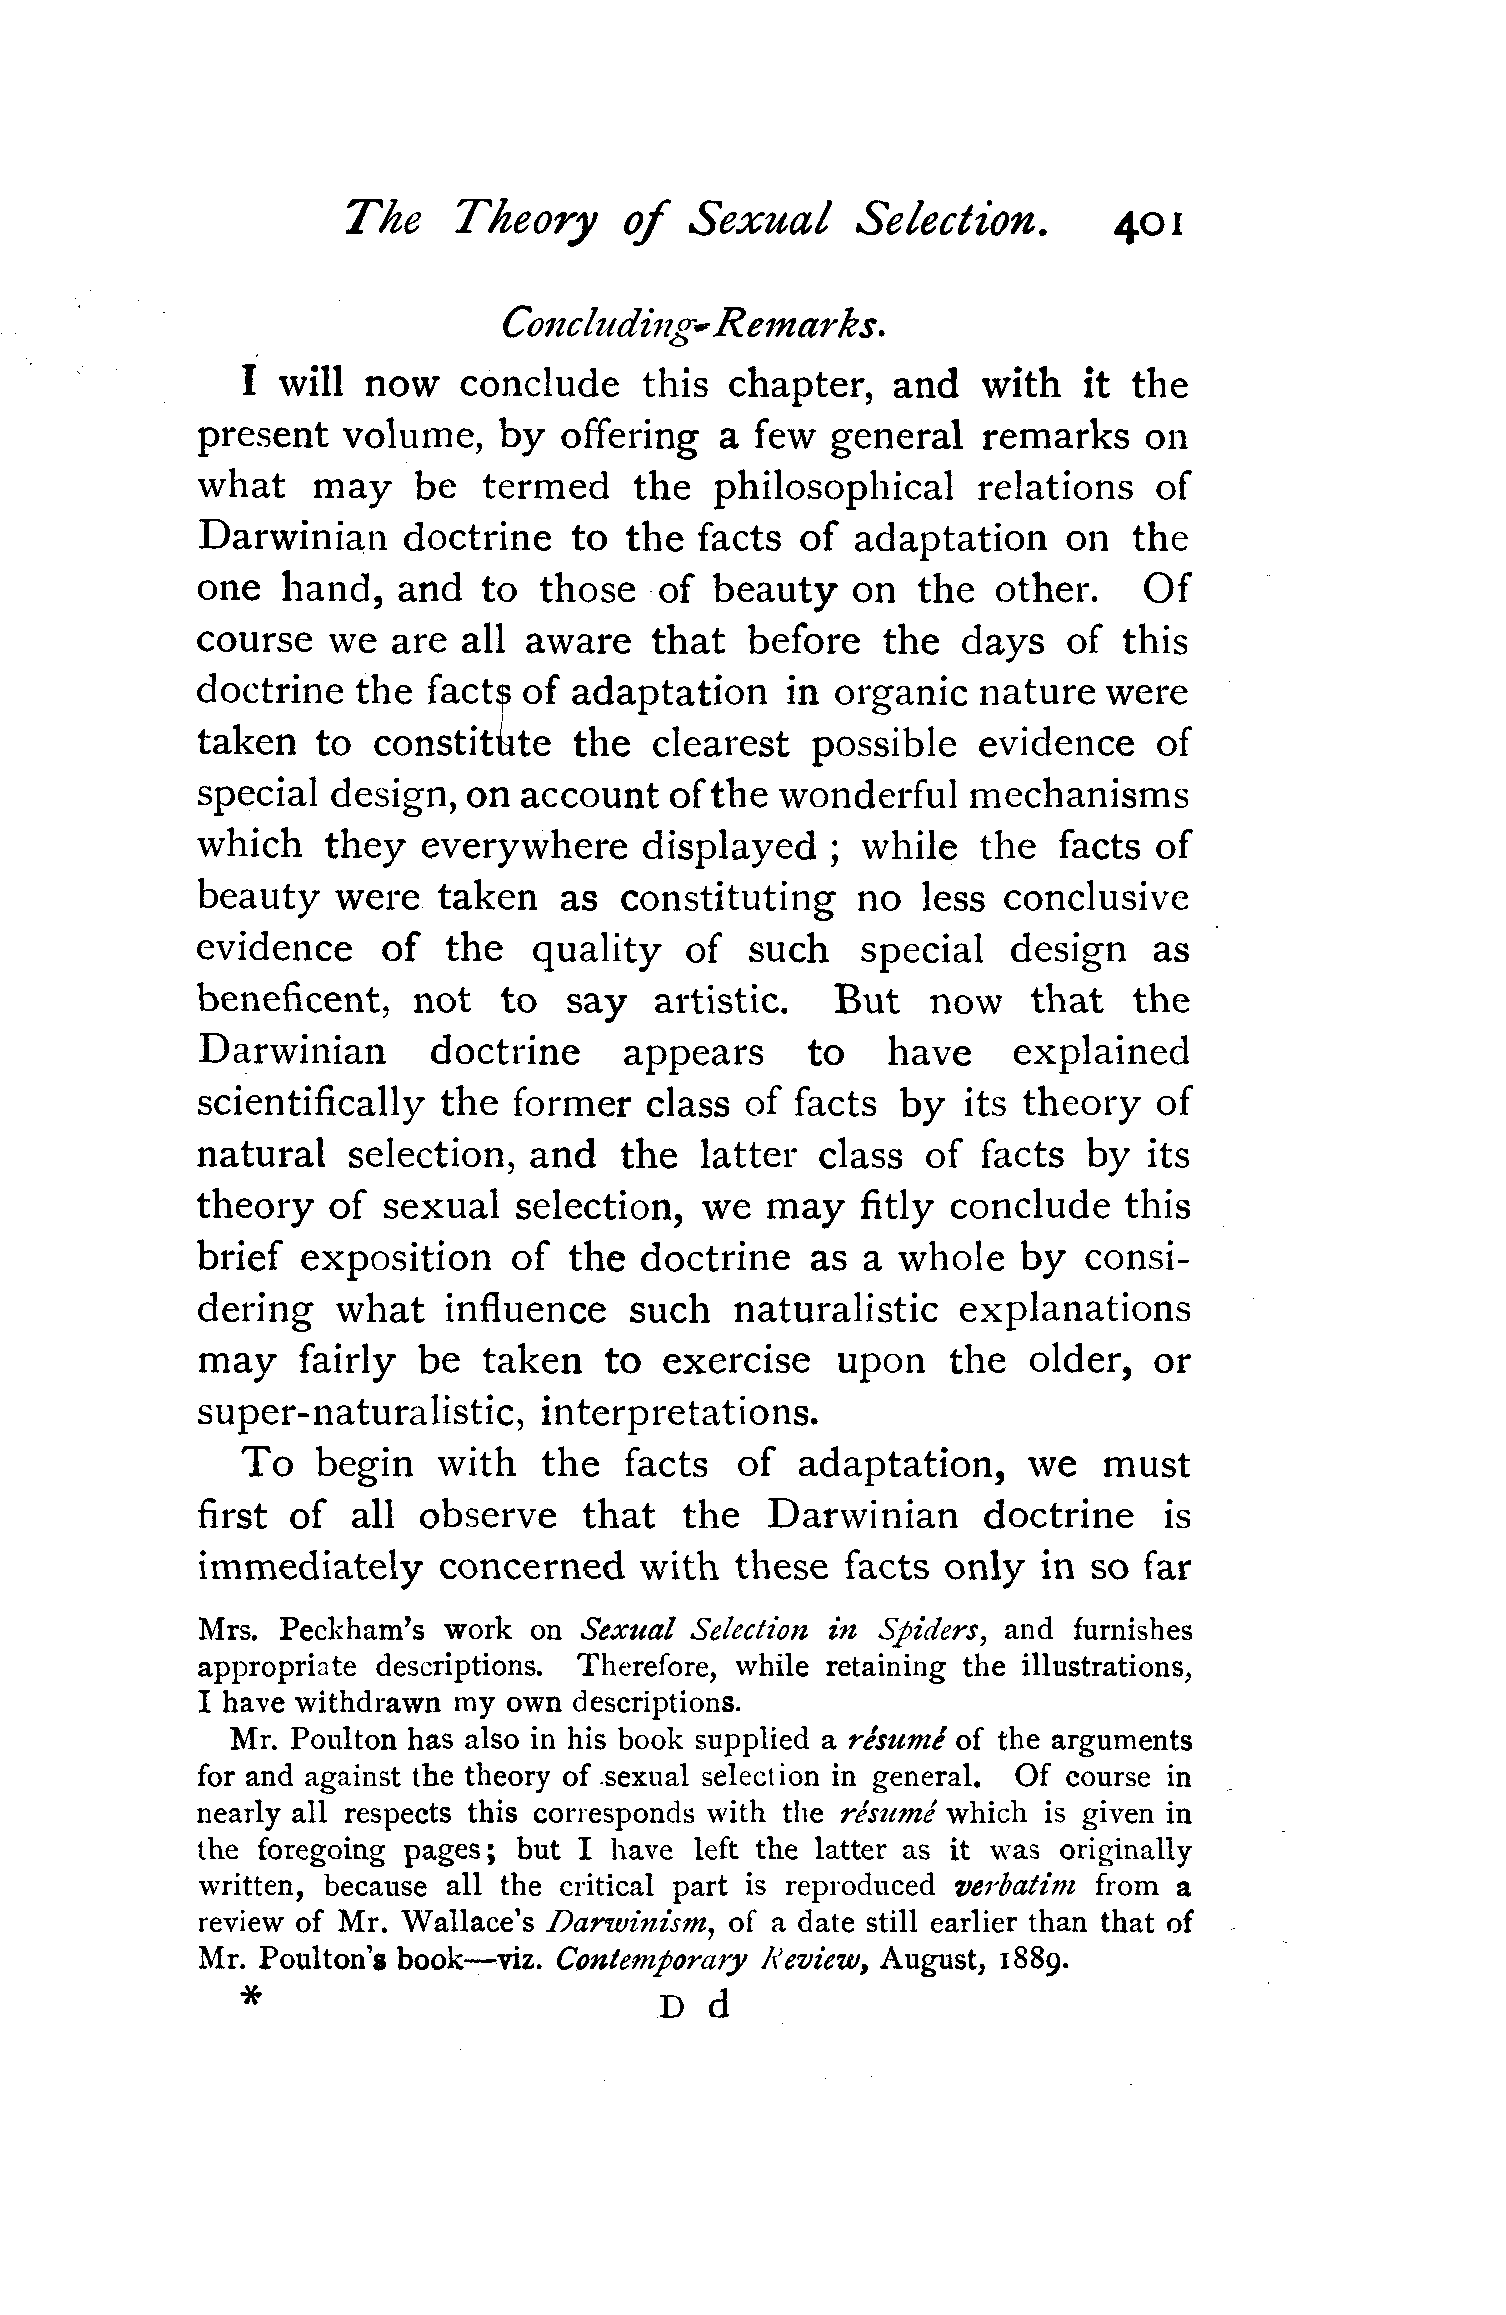 The Theory of Sexual Selection. 401
Concluding Remarks.
I will now conclude this chapter, and with it the
present volume, by offering a few general remarks on
what may be termed the philosophical relations of
Darwinian doctrine to the facts of adaptation on the
one hand, and to those of beauty on the other. Of
course we are all aware that before the days of this
doctrine the facts of adaptation in organic nature were
taken to constitute the clearest possible evidence of
special design, on account of the wonderful mechanisms
which they everywhere displayed ; while the facts of
beauty were taken as constituting no less conclusive
evidence of the quality of such special design as
beneficent, not to say artistic. But now that the
Darwinian doctrine appears to have explained
scientifically the former class of facts by its theory of
natural selection, and the latter class of facts by its
theory of sexual selection, we may fitly conclude this
brief exposition of the doctrine as a whole by consi-
dering what influence such naturalistic explanations
may fairly be taken to exercise upon the older, or
super-naturalistic, interpretations.
To begin with the facts of adaptation, we must
first of all observe that the Darwinian doctrine is
immediately concerned with these facts only in so far
Mrs. Peckham's work on Sexual Selection in Spiders, and furnishes
appropriate descriptions. Therefore, while retaining the illustrations,
I have withdrawn my own descriptions.
Mr. Poulton has also in his book supplied a résumé of the arguments
for and against the theory of sexual selection in general. Of course in
nearly all respects this corresponds with the résumé which is given in
the foregoing pages; but I have left the latter as it was originally
written, because all the critical part is reproduced verbatim from a
review of Mr. Wallace's Darwinism, of a date still earlier than that of
Mr. Poulton's book—viz. Contemporary Review, August, 1889.
* D d